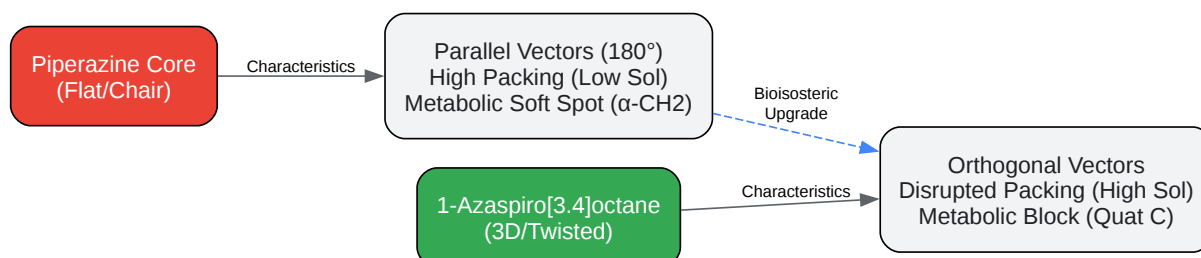 Piperazine Core
(Flat/Chair)
Characteristics
Parallel Vectors (180°)
High Packing (Low Sol)
Metabolic Soft Spot (α-CH2)
Bioisosteric
Upgrade
1-Azaspiro[3.4]octane
(3D/Twisted)
Characteristics
Orthogonal Vectors
Disrupted Packing (High Sol)
Metabolic Block (Quat C)